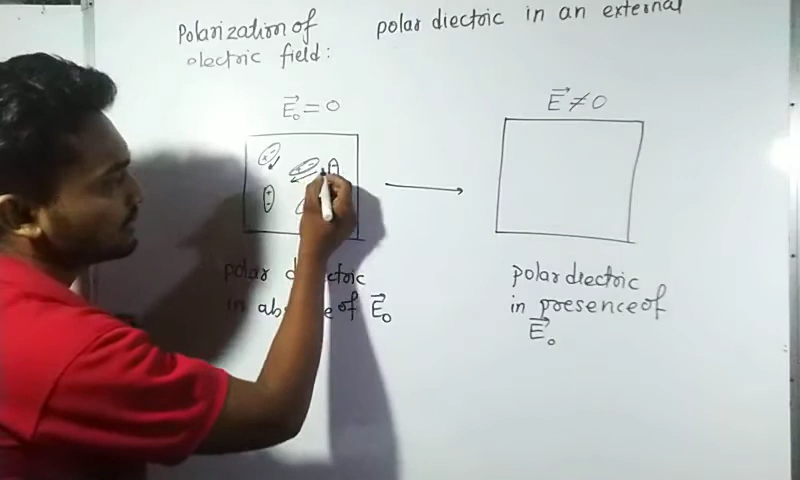 Polarization of polar diectric in an external
electric field:
E⃗₀ = 0
E⃗ ≠ 0
polar
in of E⃗₀
polar diectric
in presence of
E⃗₀